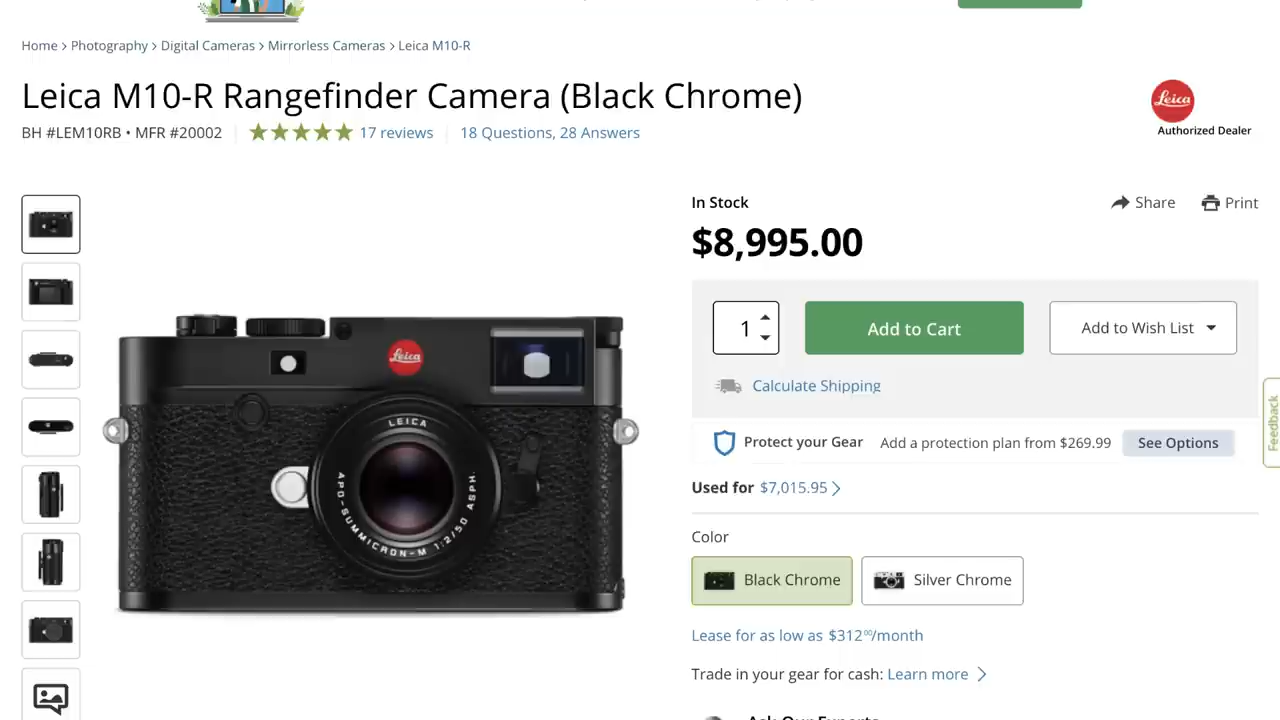 Home > Photography > Digital Cameras > Mirrorless Cameras > Leica M10-R
Leica M10-R Rangefinder Camera (Black Chrome)
BH #LEM10RB • MFR #20002
17 reviews
18 Questions, 28 Answers
Leica
Authorized Dealer
In Stock
Share
Print
$8,995.00
1
Add to Cart
Add to Wish List
Calculate Shipping
Protect your Gear
Add a protection plan from $269.99
See Options
Used for $7,015.95 >
Color
Black Chrome
Silver Chrome
Lease for as low as $312⁰⁰/month
Trade in your gear for cash: Learn more >
Ask Our Experts
Feedback
Leica
LEICA
APO-SUMMICRON-M 1:2/50 ASPH.